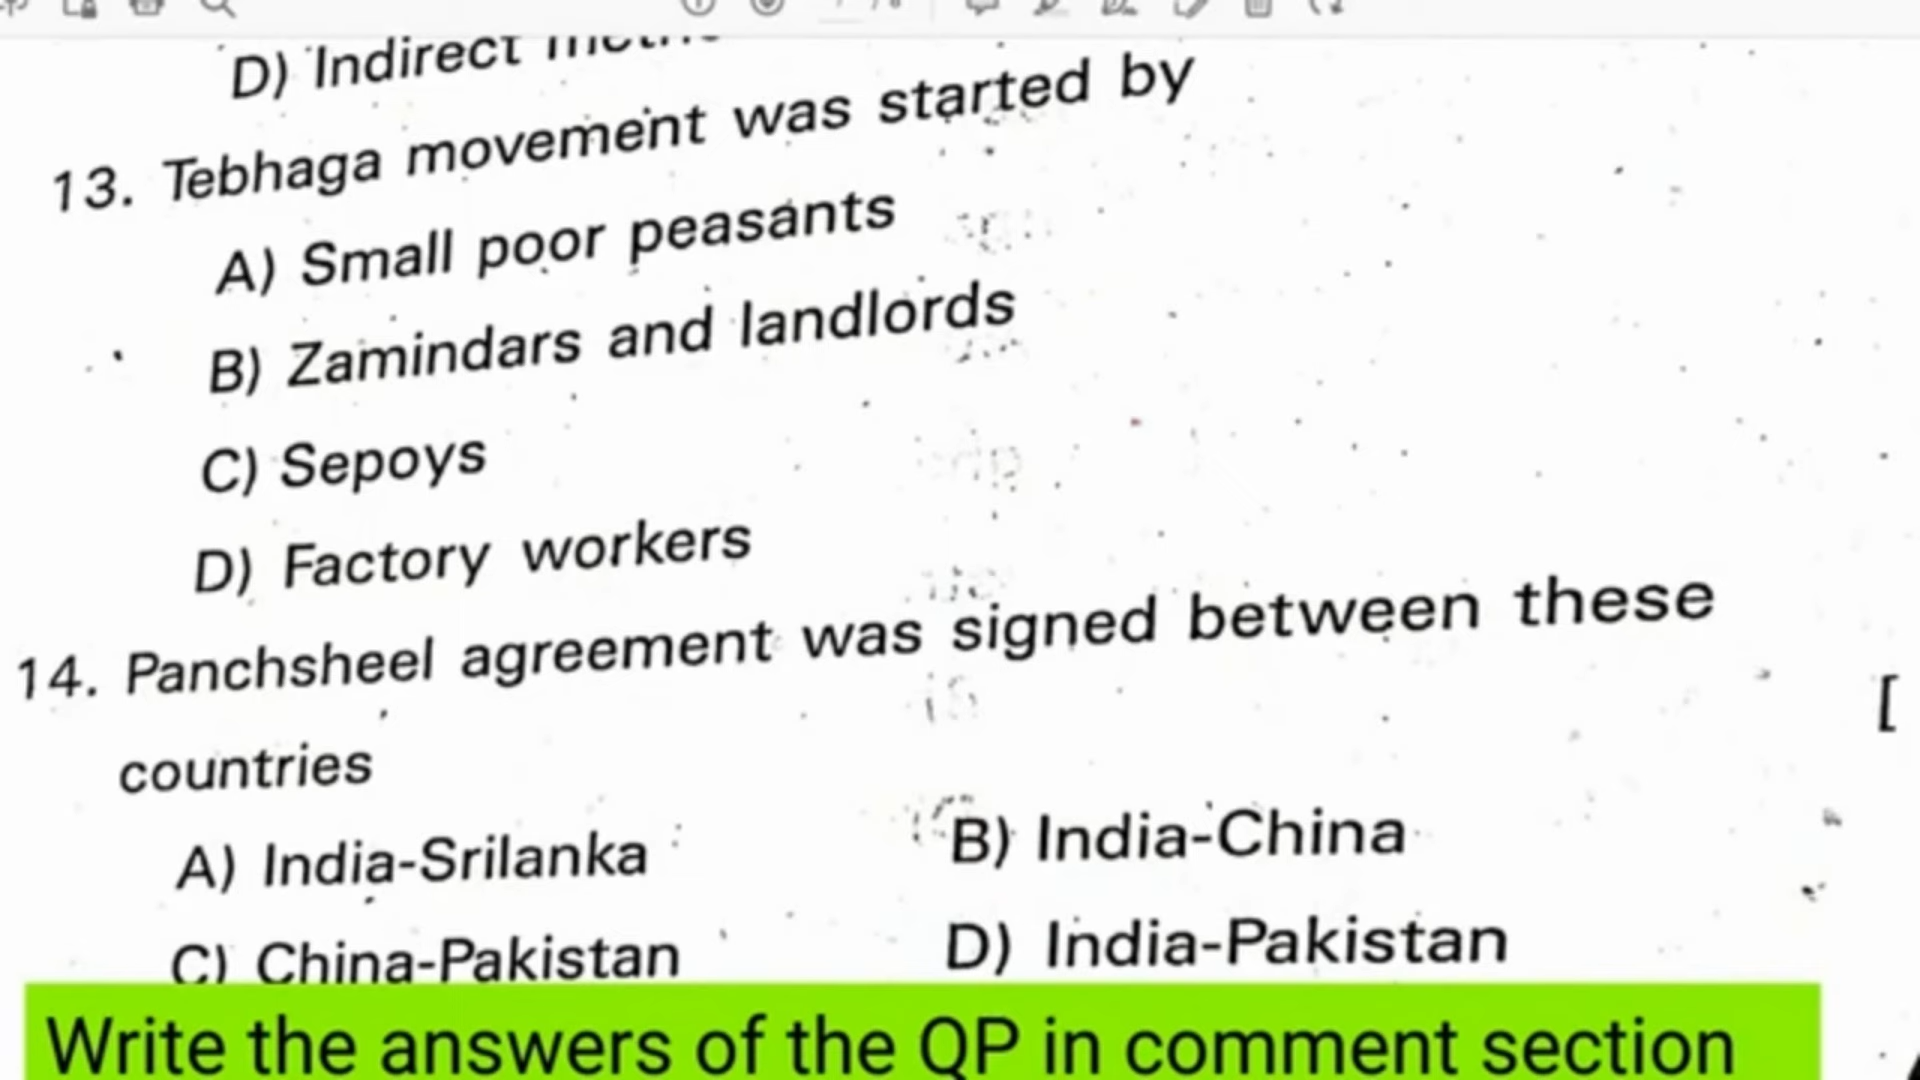 D) Indirect
13. Tebhaga movement was started by
A) Small poor peasants
B) Zamindars and landlords
C) Sepoys
D) Factory workers
14. Panchsheel agreement was signed between these
[
countries
A) India-Srilanka
B) India-China
C) China-Pakistan
D) India-Pakistan
Write the answers of the QP in comment section